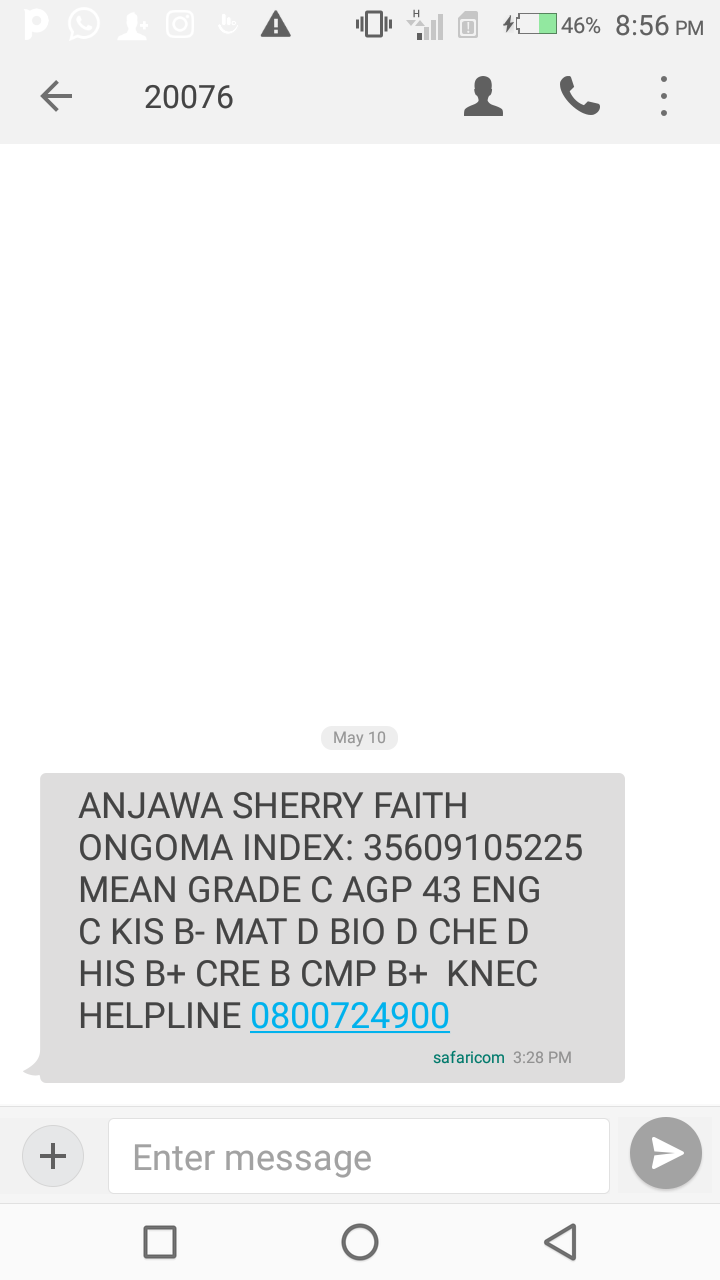 46% 8:56 PM
20076
May 10
ANJAWA SHERRY FAITH
ONGOMA INDEX: 35609105225
MEAN GRADE C AGP 43 ENG
C KIS B- MAT D BIO D CHE D
HIS B+ CRE B CMP B+  KNEC
HELPLINE 0800724900
safaricom 3:28 PM
Enter message